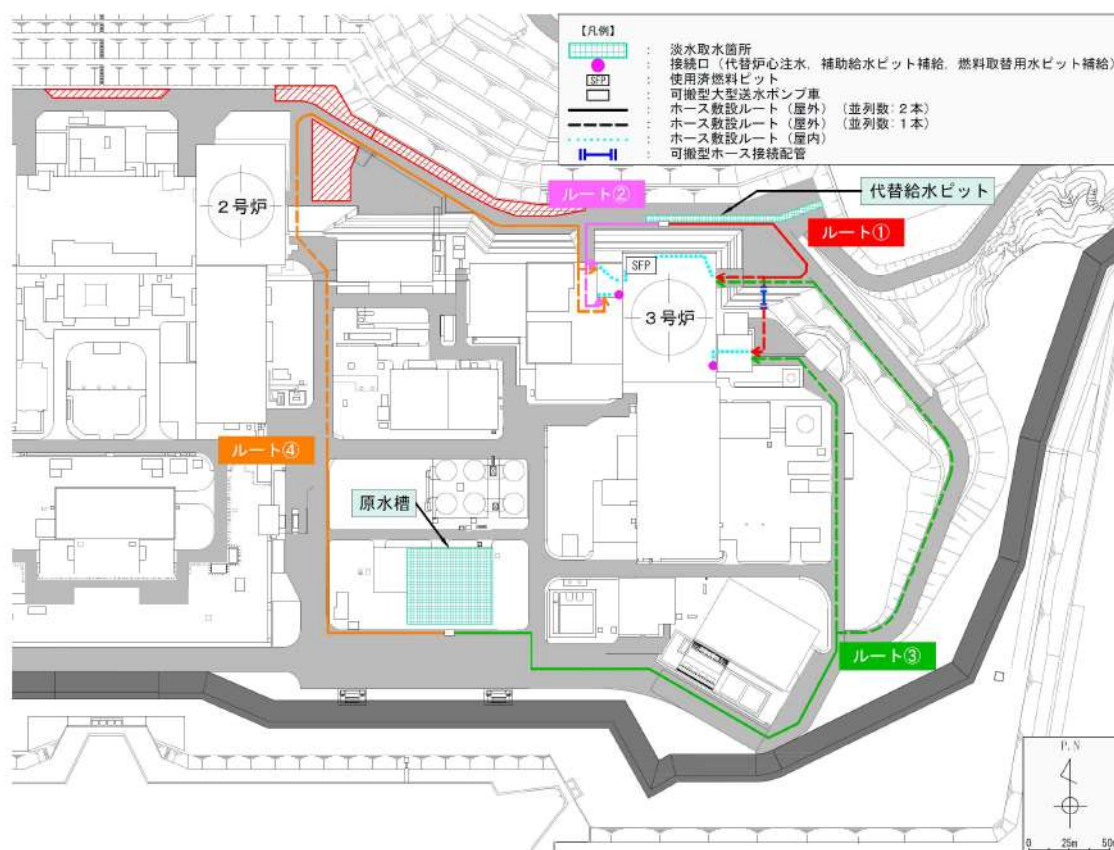 【凡例】
： 淡水取水箇所
： 接続口（代替炉心注水，補助給水ピット補給，燃料取替用水ピット補給）
SFP ： 使用済燃料ピット
： 可搬型大型送水ポンプ車
： ホース敷設ルート（屋外）（並列数：２本）
： ホース敷設ルート（屋外）（並列数：１本）
： ホース敷設ルート（屋内）
： 可搬型ホース接続配管
ルート②
代替給水ピット
２号炉
ルート①
SFP
３号炉
ルート④
原水槽
ルート③
P.N
0 25m 50m